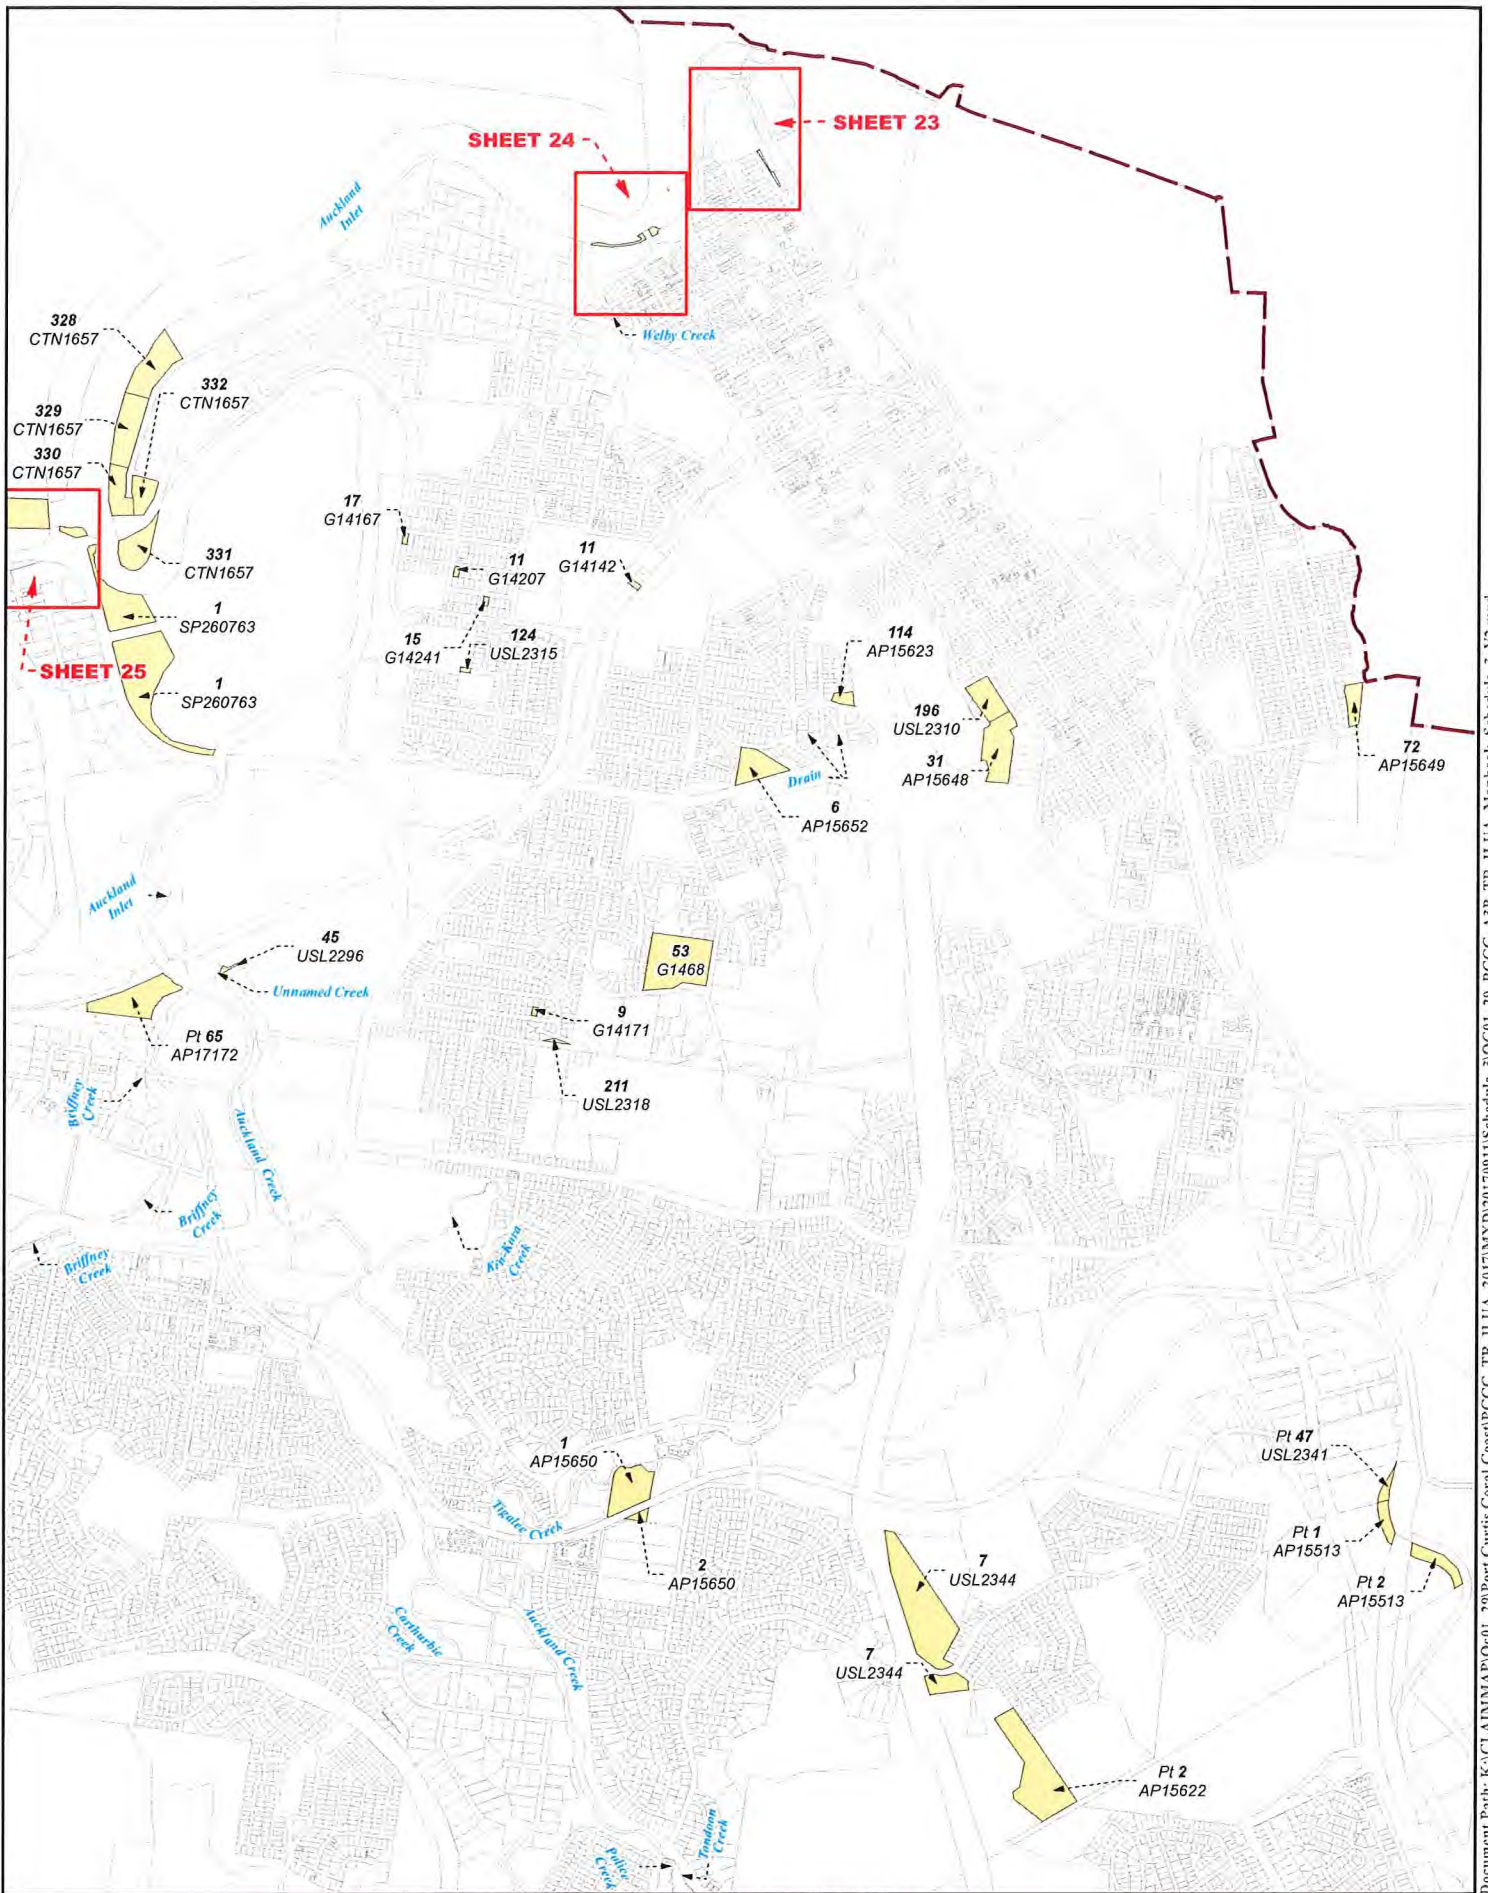 SHEET 23
SHEET 24
Auckland
Inlet
Welby Creek
328
CTN1657
332
CTN1657
329
CTN1657
330
CTN1657
17
G14167
11
G14207
11
G14142
331
CTN1657
1
SP260763
15
G14241
124
USL2315
SHEET 25
1
SP260763
114
AP15623
196
USL2310
31
AP15648
72
AP15649
Drain
6
AP15652
Auckland
Inlet
45
USL2296
Unnamed Creek
53
G1468
9
G14171
Pt 65
AP17172
211
USL2318
Briffney
Creek
Auckland Creek
Briffney
Creek
Briffney
Creek
Kin-Kora
Creek
1
AP15650
Pt 47
USL2341
Tigalee Creek
Pt 1
AP15513
2
AP15650
7
USL2344
Pt 2
AP15513
Carthurbie
Creek
Auckland Creek
7
USL2344
Pt 2
AP15622
Police
Creek
Tondoon
Creek